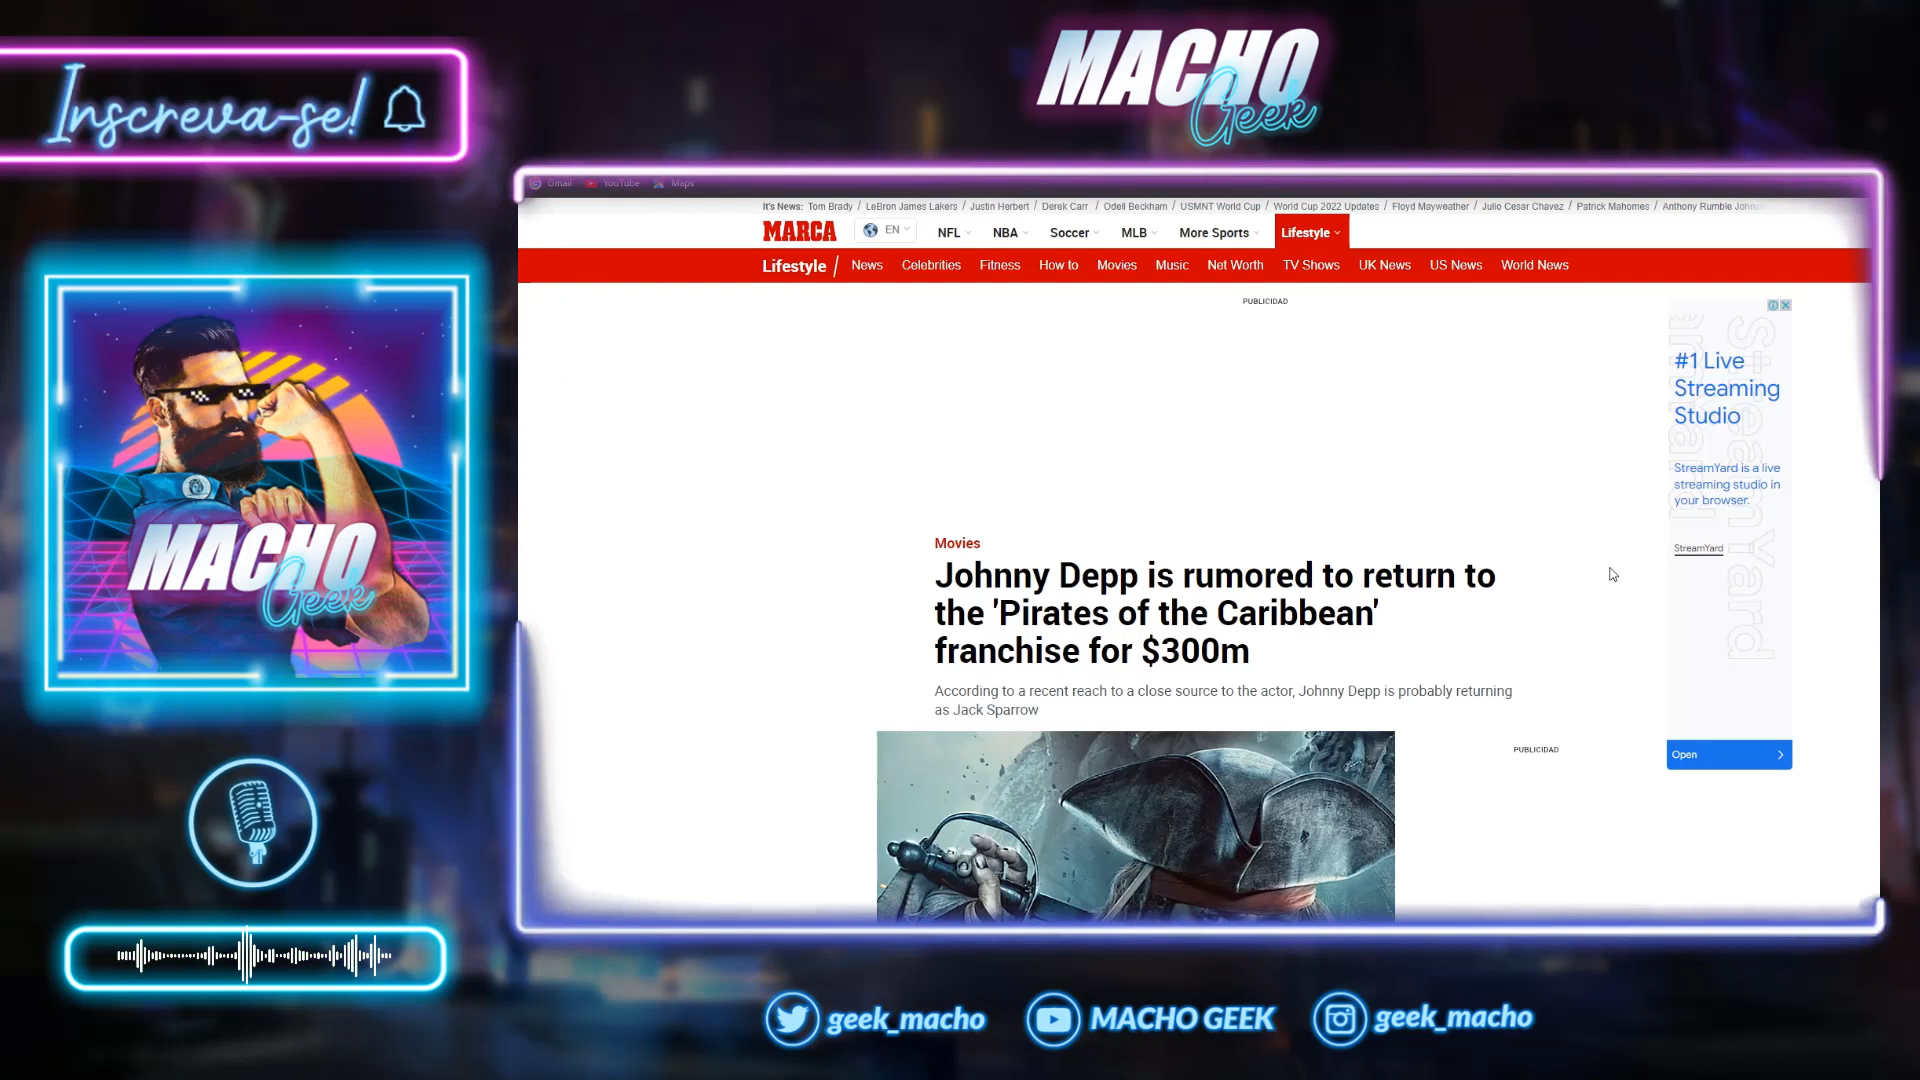 Inscreva-se!
MACHO
Geek
MACHO
Geek
Gmail YouTube Maps
It's News: Tom Brady / LeBron James Lakers / Justin Herbert / Derek Carr / Odell Beckham / USMNT World Cup / World Cup 2022 Updates / Floyd Mayweather / Julio Cesar Chavez / Patrick Mahomes / Anthony Rumble
MARCA EN NFL NBA Soccer MLB More Sports Lifestyle
Lifestyle / News Celebrities Fitness How to Movies Music Net Worth TV Shows UK News US News World News
PUBLICIDAD
#1 Live
Streaming
Studio
StreamYard is a live
streaming studio in
your browser.
StreamYard
StreamYard
Open
Movies
Johnny Depp is rumored to return to
the 'Pirates of the Caribbean'
franchise for $300m
According to a recent reach to a close source to the actor, Johnny Depp is probably returning
as Jack Sparrow
PUBLICIDAD
geek_macho MACHO GEEK geek_macho